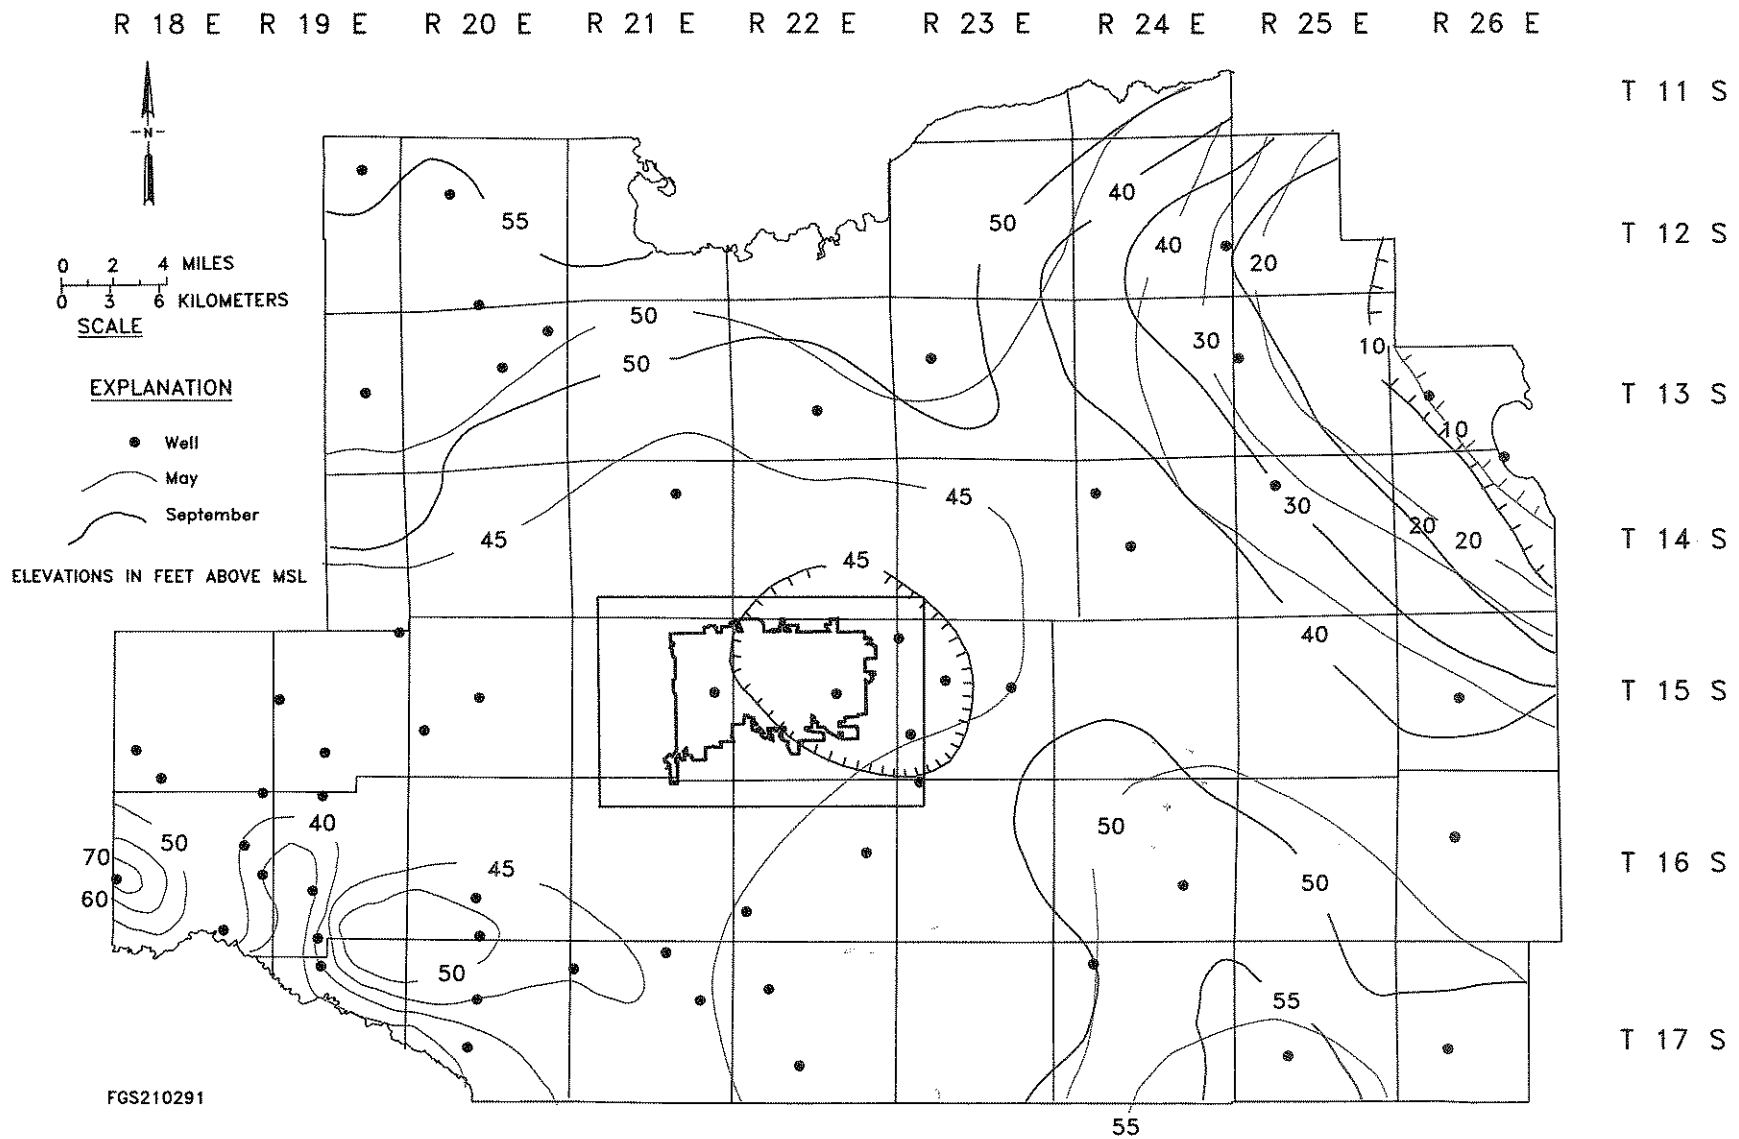 R 18 E R 19 E R 20 E R 21 E R 22 E R 23 E R 24 E R 25 E R 26 E
T 11 S
-N-
40
55
50
T 12 S
40
20
0 2 4 MILES
0 3 6 KILOMETERS
SCALE
50
30
10
50
EXPLANATION
T 13 S
10
Well
May
45
30
September
20
45
20
T 14 S
45
ELEVATIONS IN FEET ABOVE MSL
40
T 15 S
40
50
50
70
45
50
T 16 S
60
50
55
T 17 S
FGS210291
55